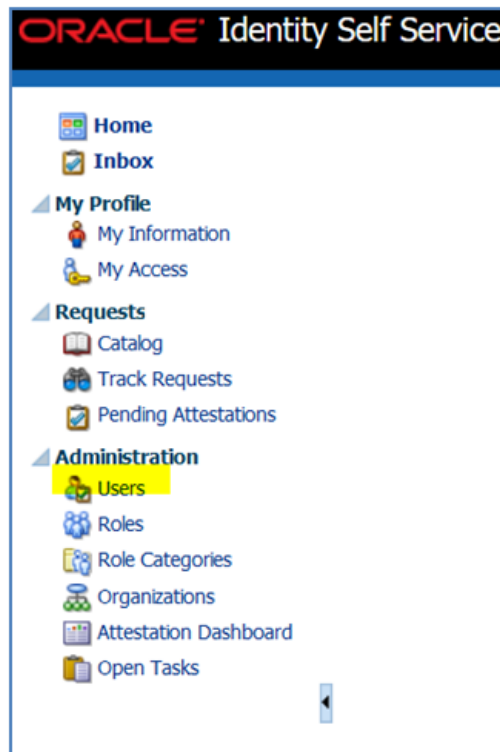 ORACLE Identity Self Service
Home
Inbox
My Profile
My Information
My Access
Requests
Catalog
Track Requests
Pending Attestations
Administration
Users
Roles
Role Categories
Organizations
Attestation Dashboard
Open Tasks